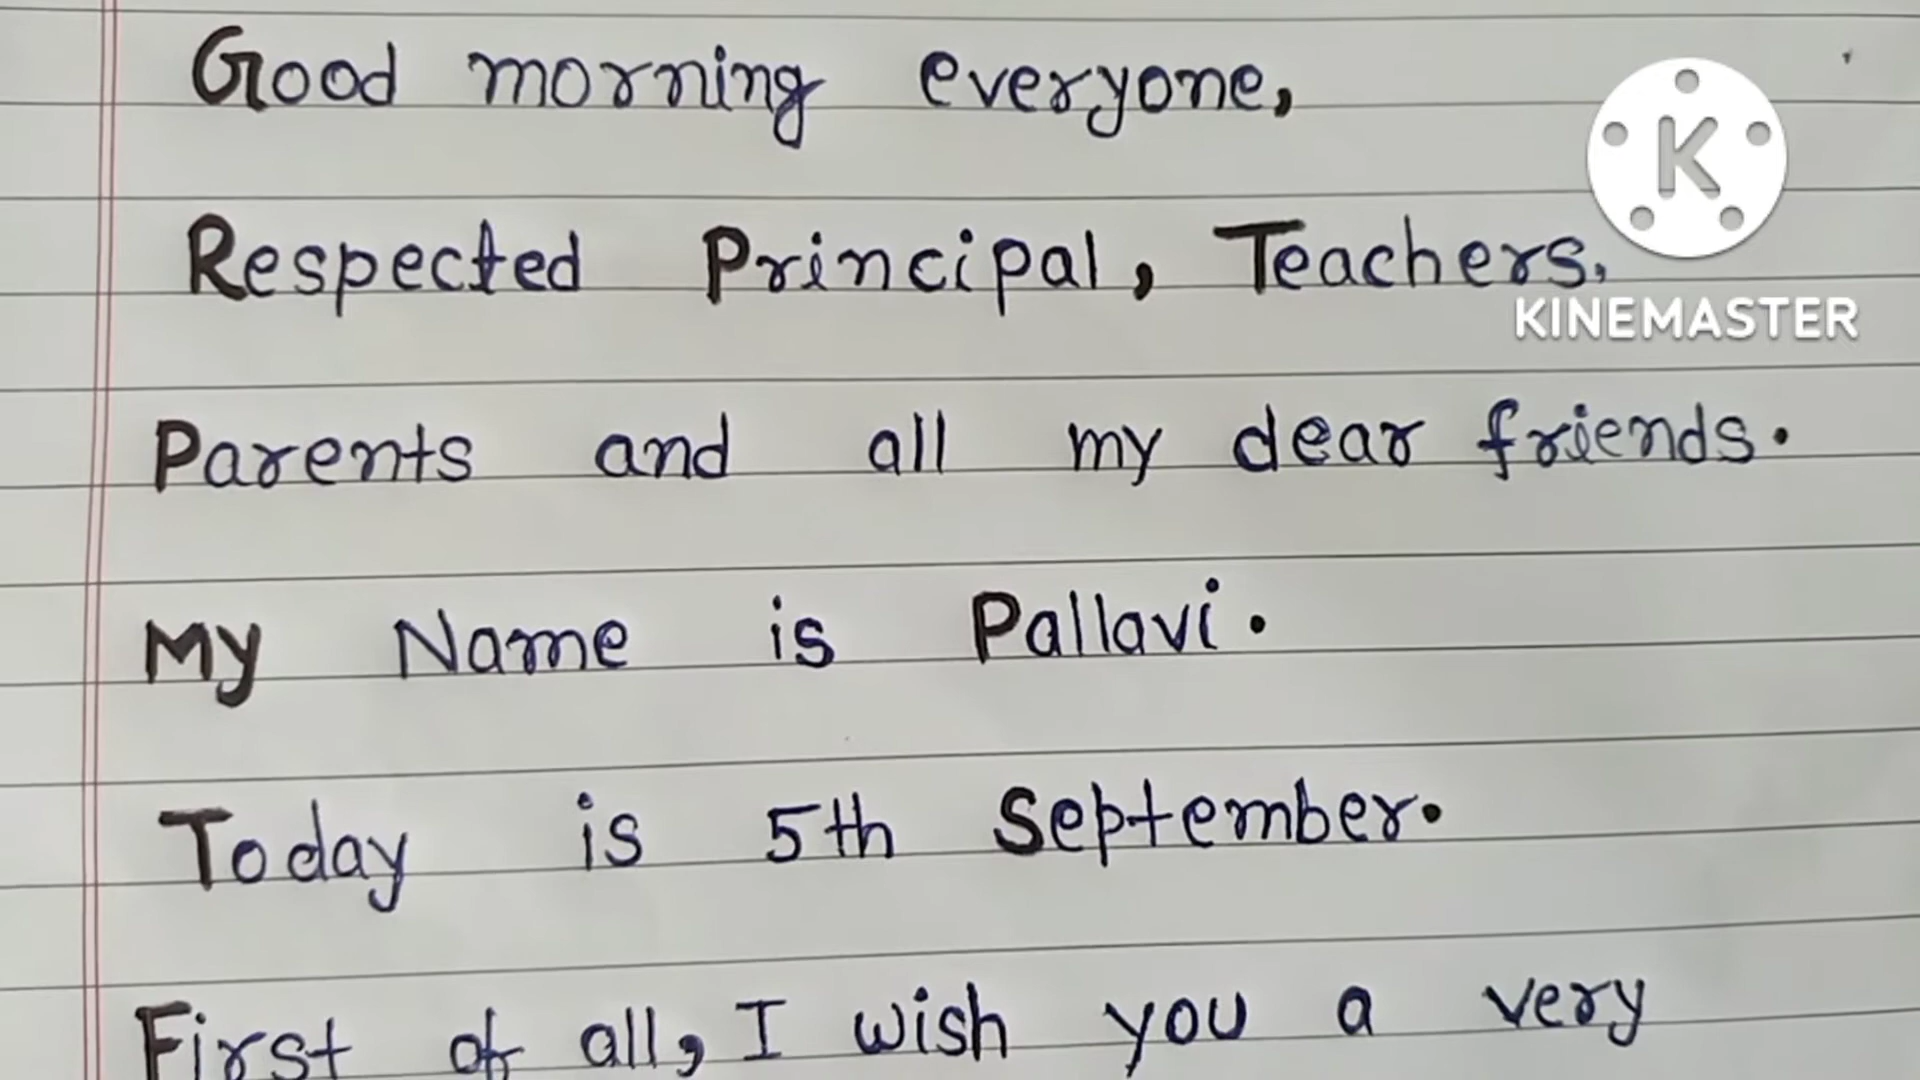 Good morning everyone,
Respected Principal, Teachers,
KINEMASTER
Parents and all my dear friends.
My Name is Pallavi.
Today is 5th September.
First of all, I wish you a very